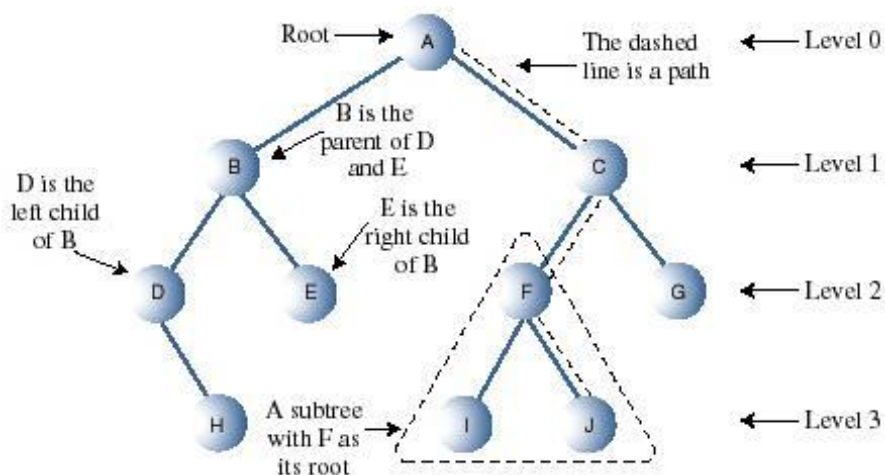 Root
A
The dashed
line is a path
Level 0
B is the
parent of D
and E
B
C
Level 1
D is the
left child
of B
E is the
right child
of B
D
E
F
G
Level 2
A subtree
with F as
its root
H
I
J
Level 3